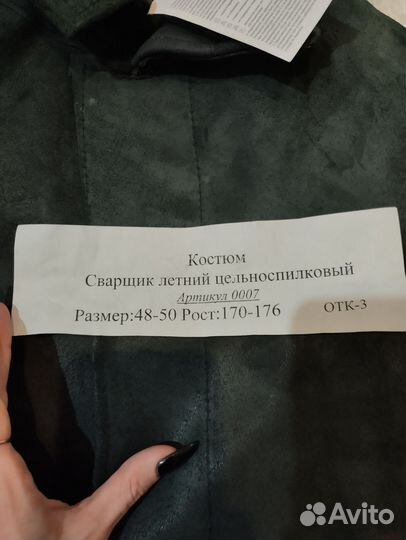 Костюм
Сварщик летний цельноспилковый
Артикул 0007
Размер:48-50 Рост:170-176 ОТК-3
Avito